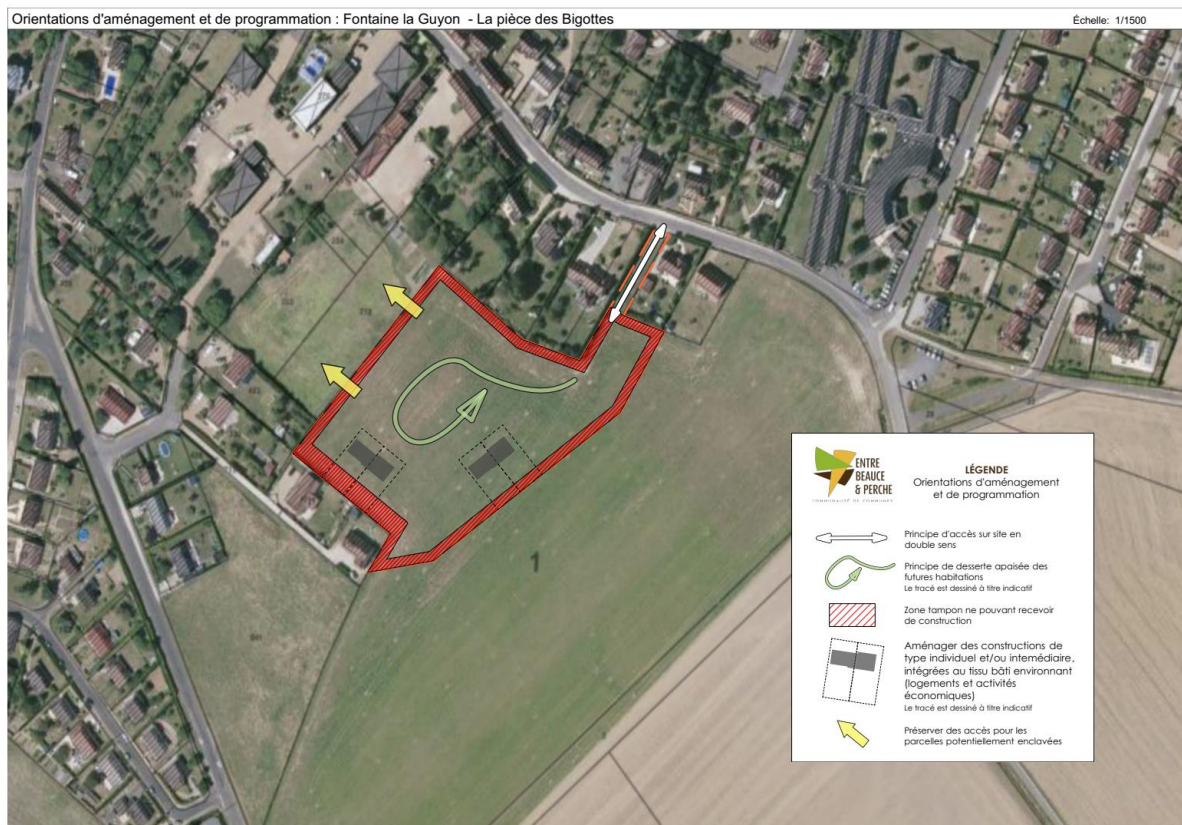 Orientations d'aménagement et de programmation : Fontaine la Guyon - La pièce des Bigottes
Échelle: 1/1500
1
ENTRE
BEAUCE
& PERCHE
COMMUNAUTÉ DE COMMUNES
LÉGENDE
Orientations d'aménagement
et de programmation
Principe d'accès sur site en
double sens
Principe de desserte apaisée des
futures habitations
Le tracé est dessiné à titre indicatif
Zone tampon ne pouvant recevoir
de construction
Aménager des constructions de
type individuel et/ou intemédiaire,
intégrées au tissu bâti environnant
(logements et activités
économiques)
Le tracé est dessiné à titre indicatif
Préserver des accès pour les
parcelles potentiellement enclavées